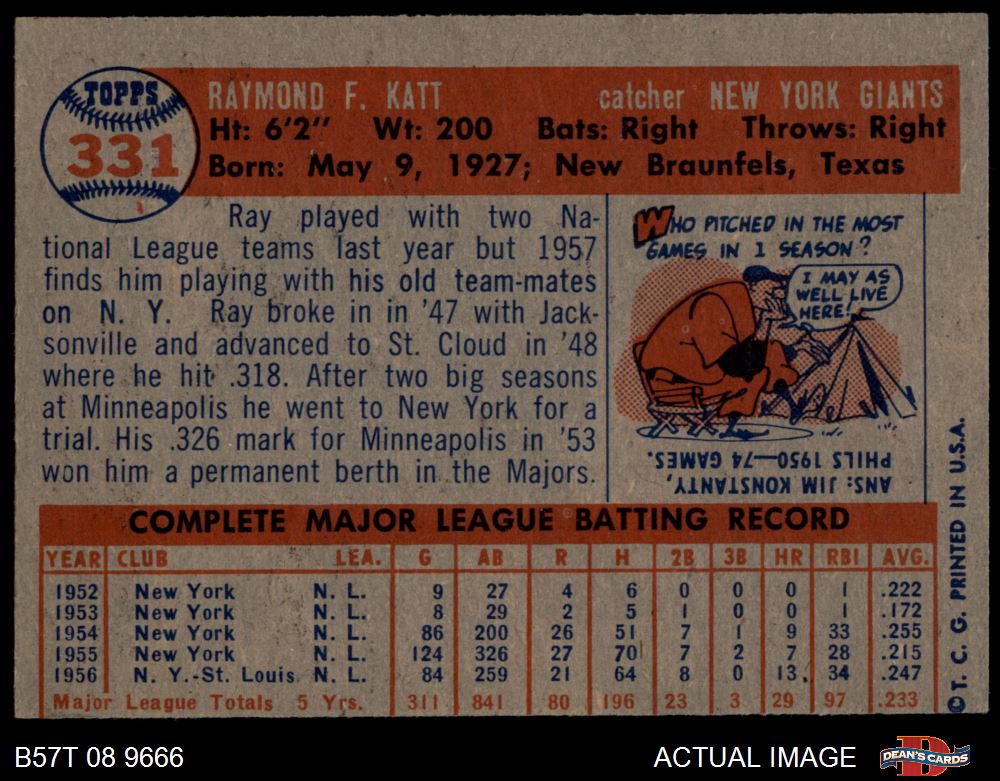 TOPPS
331
RAYMOND F. KATT catcher NEW YORK GIANTS
Ht: 6'2" Wt: 200 Bats: Right Throws: Right
Born: May 9, 1927; New Braunfels, Texas
Ray played with two Na-
tional League teams last year but 1957
finds him playing with his old team-mates
on N. Y. Ray broke in in '47 with Jack-
sonville and advanced to St. Cloud in '48
where he hit .318. After two big seasons
at Minneapolis he went to New York for a
trial. His .326 mark for Minneapolis in '53
won him a permanent berth in the Majors.
WHO PITCHED IN THE MOST
GAMES IN 1 SEASON?
I MAY AS
WELL LIVE
HERE!
ANS: JIM KONSTANTY,
PHILS 1950—74 GAMES.
COMPLETE MAJOR LEAGUE BATTING RECORD
YEAR CLUB LEA. G AB R H 2B 3B HR RBI AVG.
1952 New York N. L. 9 27 4 6 0 0 0 1 .222
1953 New York N. L. 8 29 2 5 1 0 0 1 .172
1954 New York N. L. 86 200 26 51 7 1 9 33 .255
1955 New York N. L. 124 326 27 70 7 2 7 28 .215
1956 N. Y.-St. Louis N. L. 84 259 21 64 8 0 13 34 .247
Major League Totals 5 Yrs. 311 841 80 196 23 3 29 97 .233
©T. C. G. PRINTED IN U.S.A.
B57T 08 9666
ACTUAL IMAGE
DEAN'S CARDS